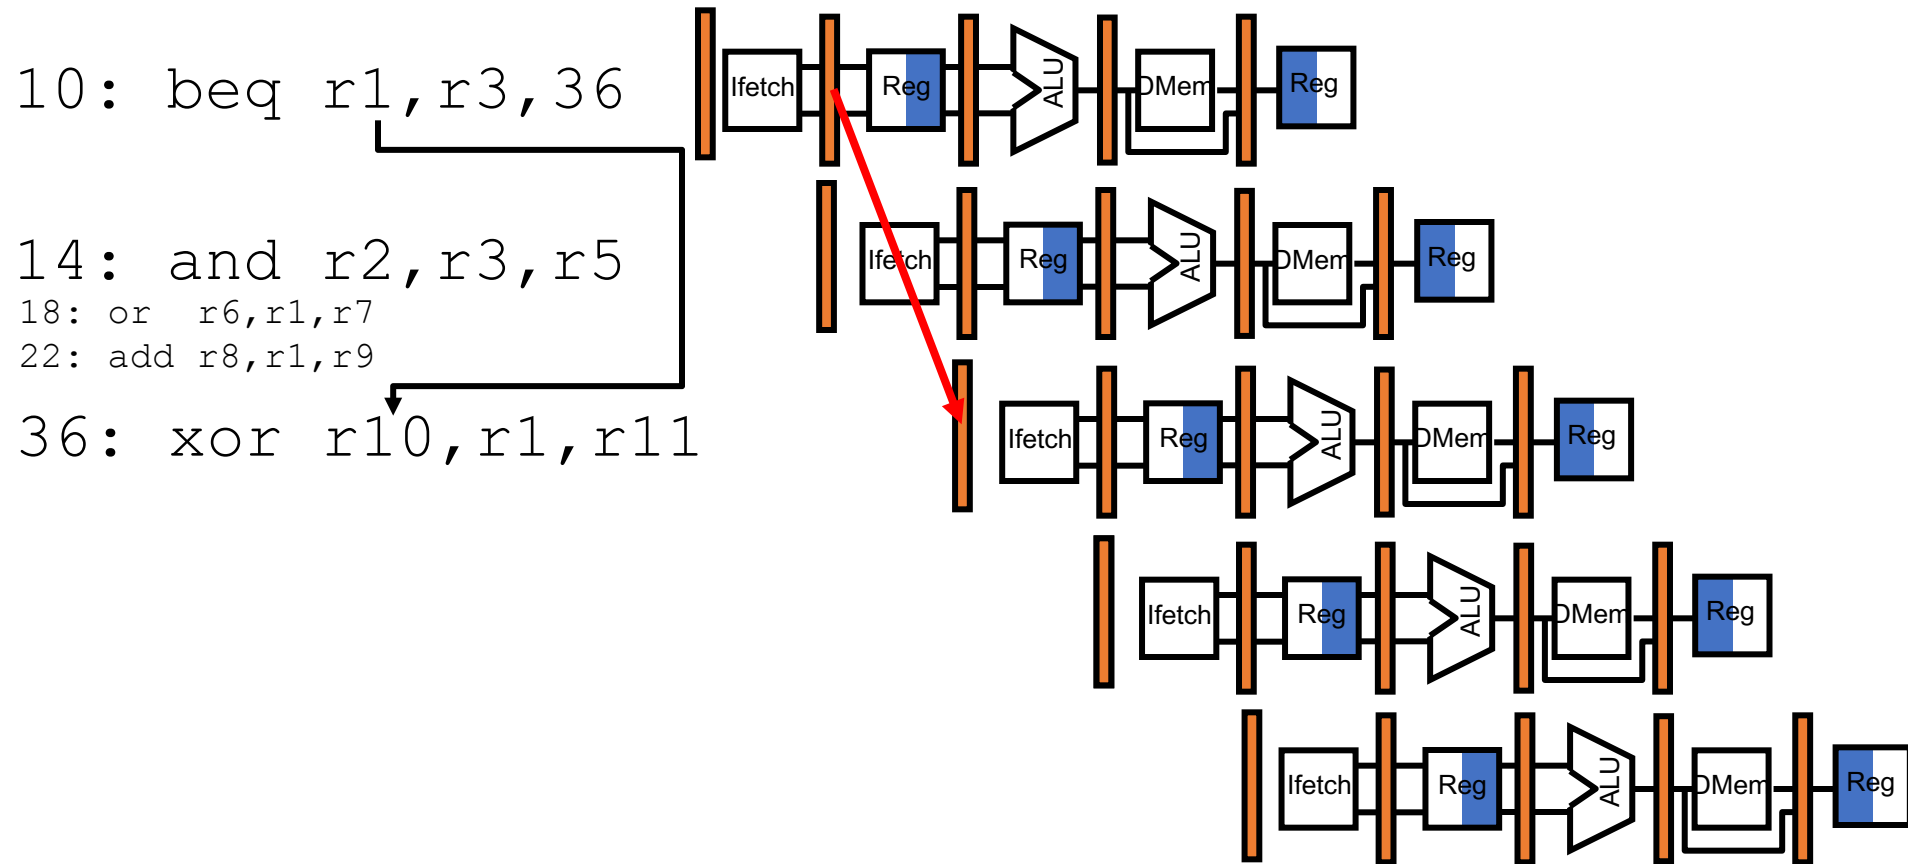 10: beq r1,r3,36
Ifetch Reg ALU DMem Reg
14: and r2,r3,r5
Ifetch Reg ALU DMem Reg
18: or r6,r1,r7
22: add r8,r1,r9
36: xor r10,r1,r11
Ifetch Reg ALU DMem Reg
Ifetch Reg ALU DMem Reg
Ifetch Reg ALU DMem Reg